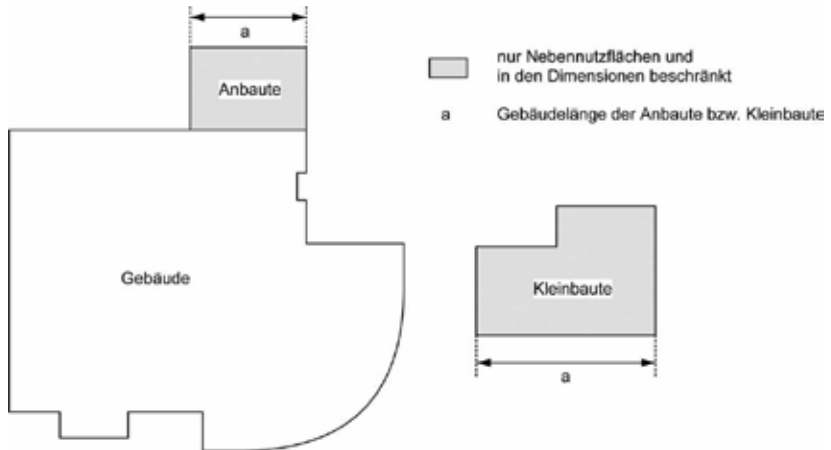 a
Anbaute
nur Nebennutzflächen und
in den Dimensionen beschränkt
a Gebäudelänge der Anbaute bzw. Kleinbaute
Gebäude
Kleinbaute
a